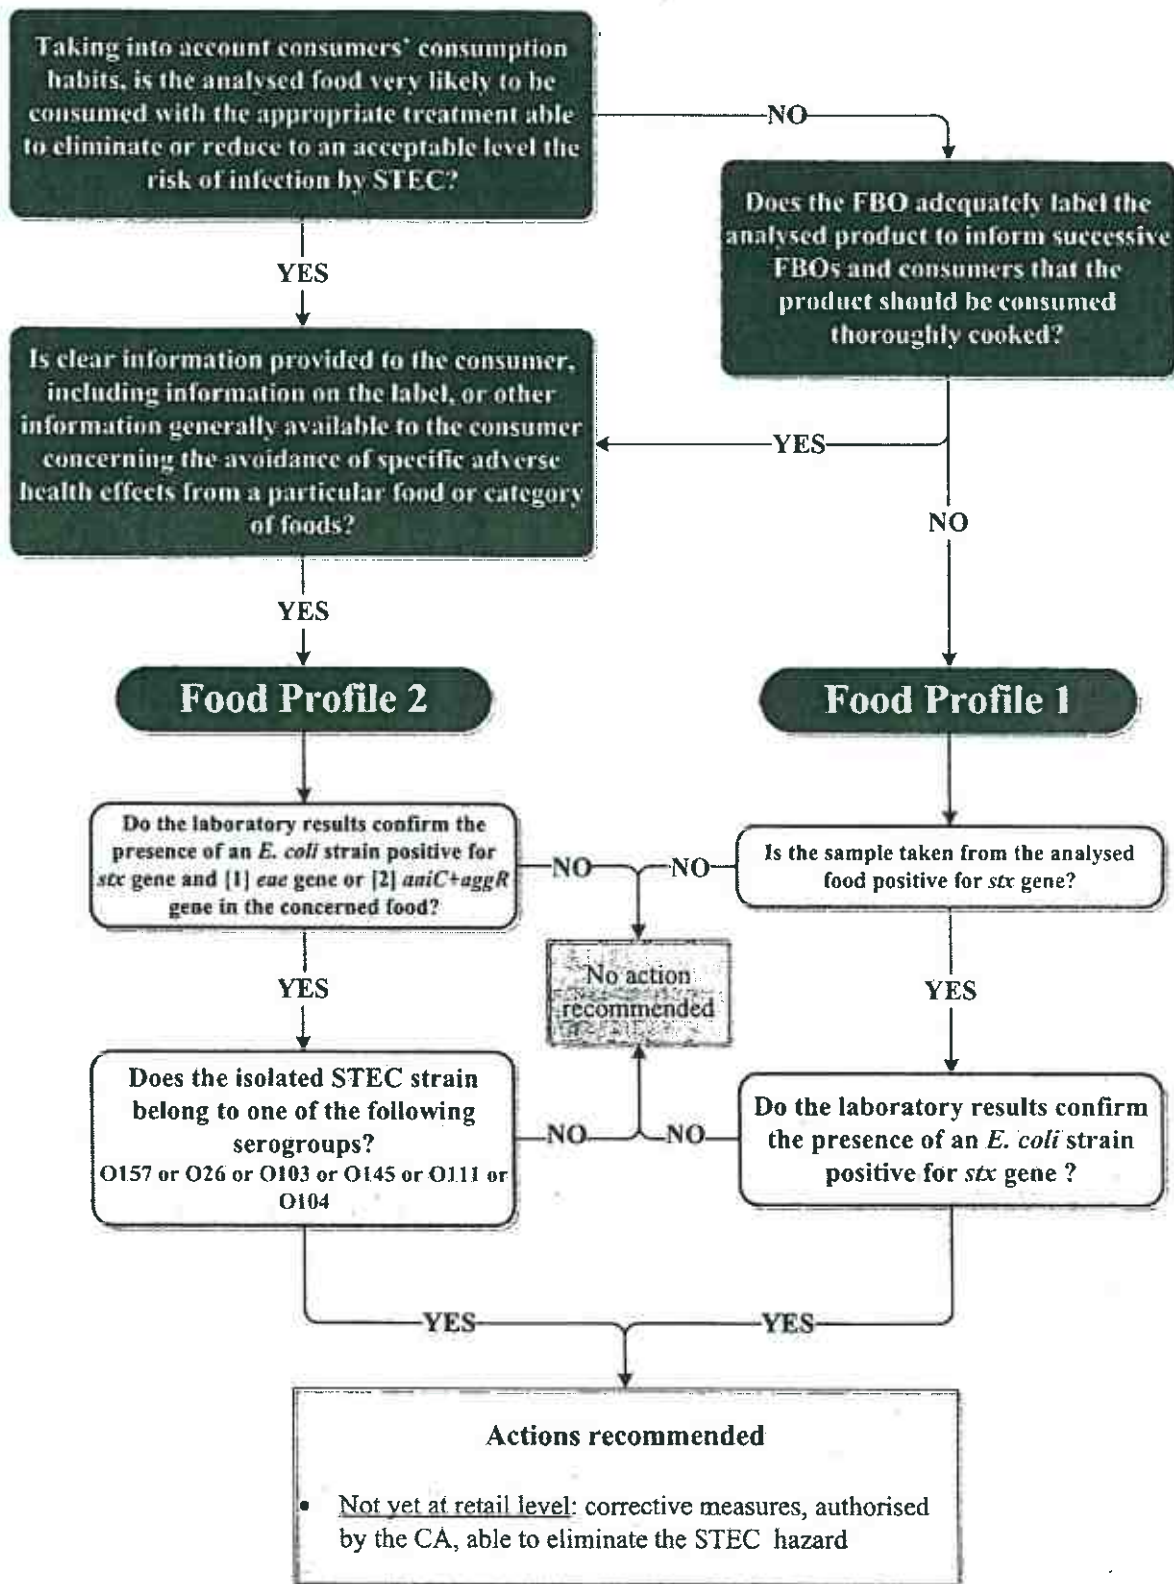 Taking into account consumers' consumption
habits, is the analysed food very likely to be
consumed with the appropriate treatment able
to eliminate or reduce to an acceptable level the
risk of infection by STEC?
NO
Does the FBO adequately label the
analysed product to inform successive
FBOs and consumers that the
product should be consumed
thoroughly cooked?
YES
Is clear information provided to the consumer,
including information on the label, or other
information generally available to the consumer
concerning the avoidance of specific adverse
health effects from a particular food or category
of foods?
YES
NO
YES
Food Profile 2
Food Profile 1
Do the laboratory results confirm the
presence of an E. coli strain positive for
stx gene and [1] eae gene or [2] aaiC+aggR
gene in the concerned food?
NO
NO
Is the sample taken from the analysed
food positive for stx gene?
No action
recommended
YES
YES
Does the isolated STEC strain
belong to one of the following
serogroups?
O157 or O26 or O103 or O145 or O111 or
O104
NO
NO
Do the laboratory results confirm
the presence of an E. coli strain
positive for stx gene ?
YES
YES
Actions recommended
• Not yet at retail level: corrective measures, authorised
by the CA, able to eliminate the STEC hazard